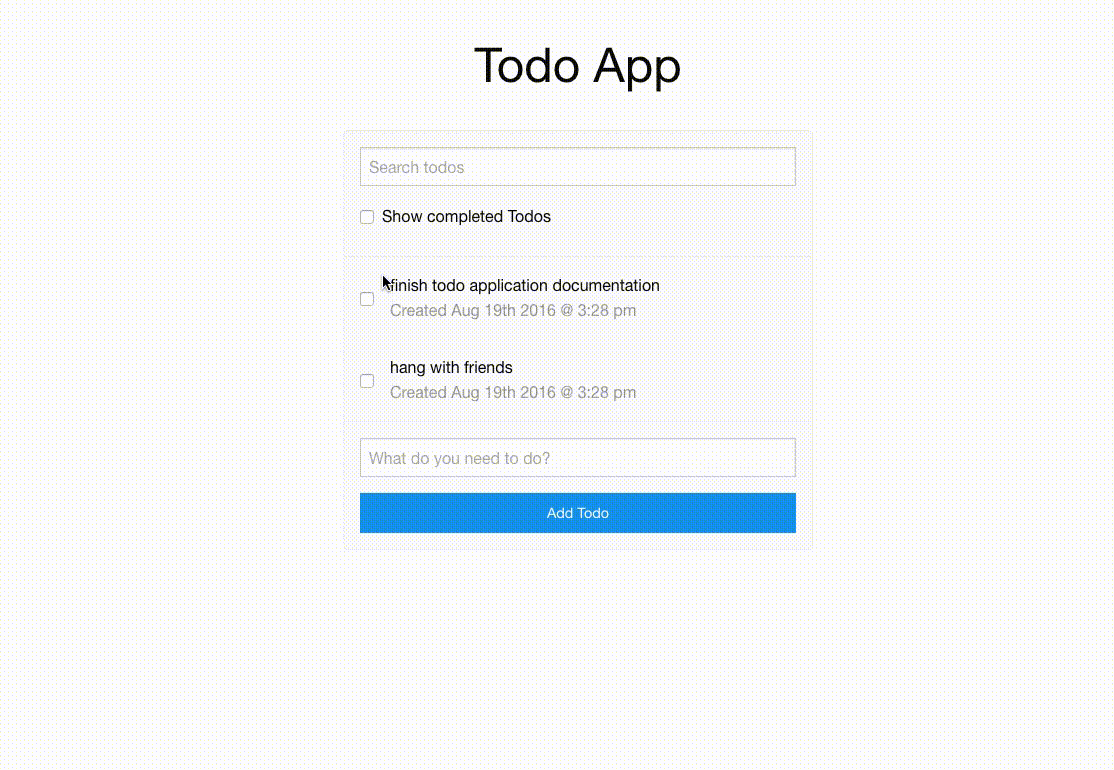 Todo App
Search todos
Show completed Todos
finish todo application documentation
Created Aug 19th 2016 @ 3:28 pm
hang with friends
Created Aug 19th 2016 @ 3:28 pm
What do you need to do?
Add Todo